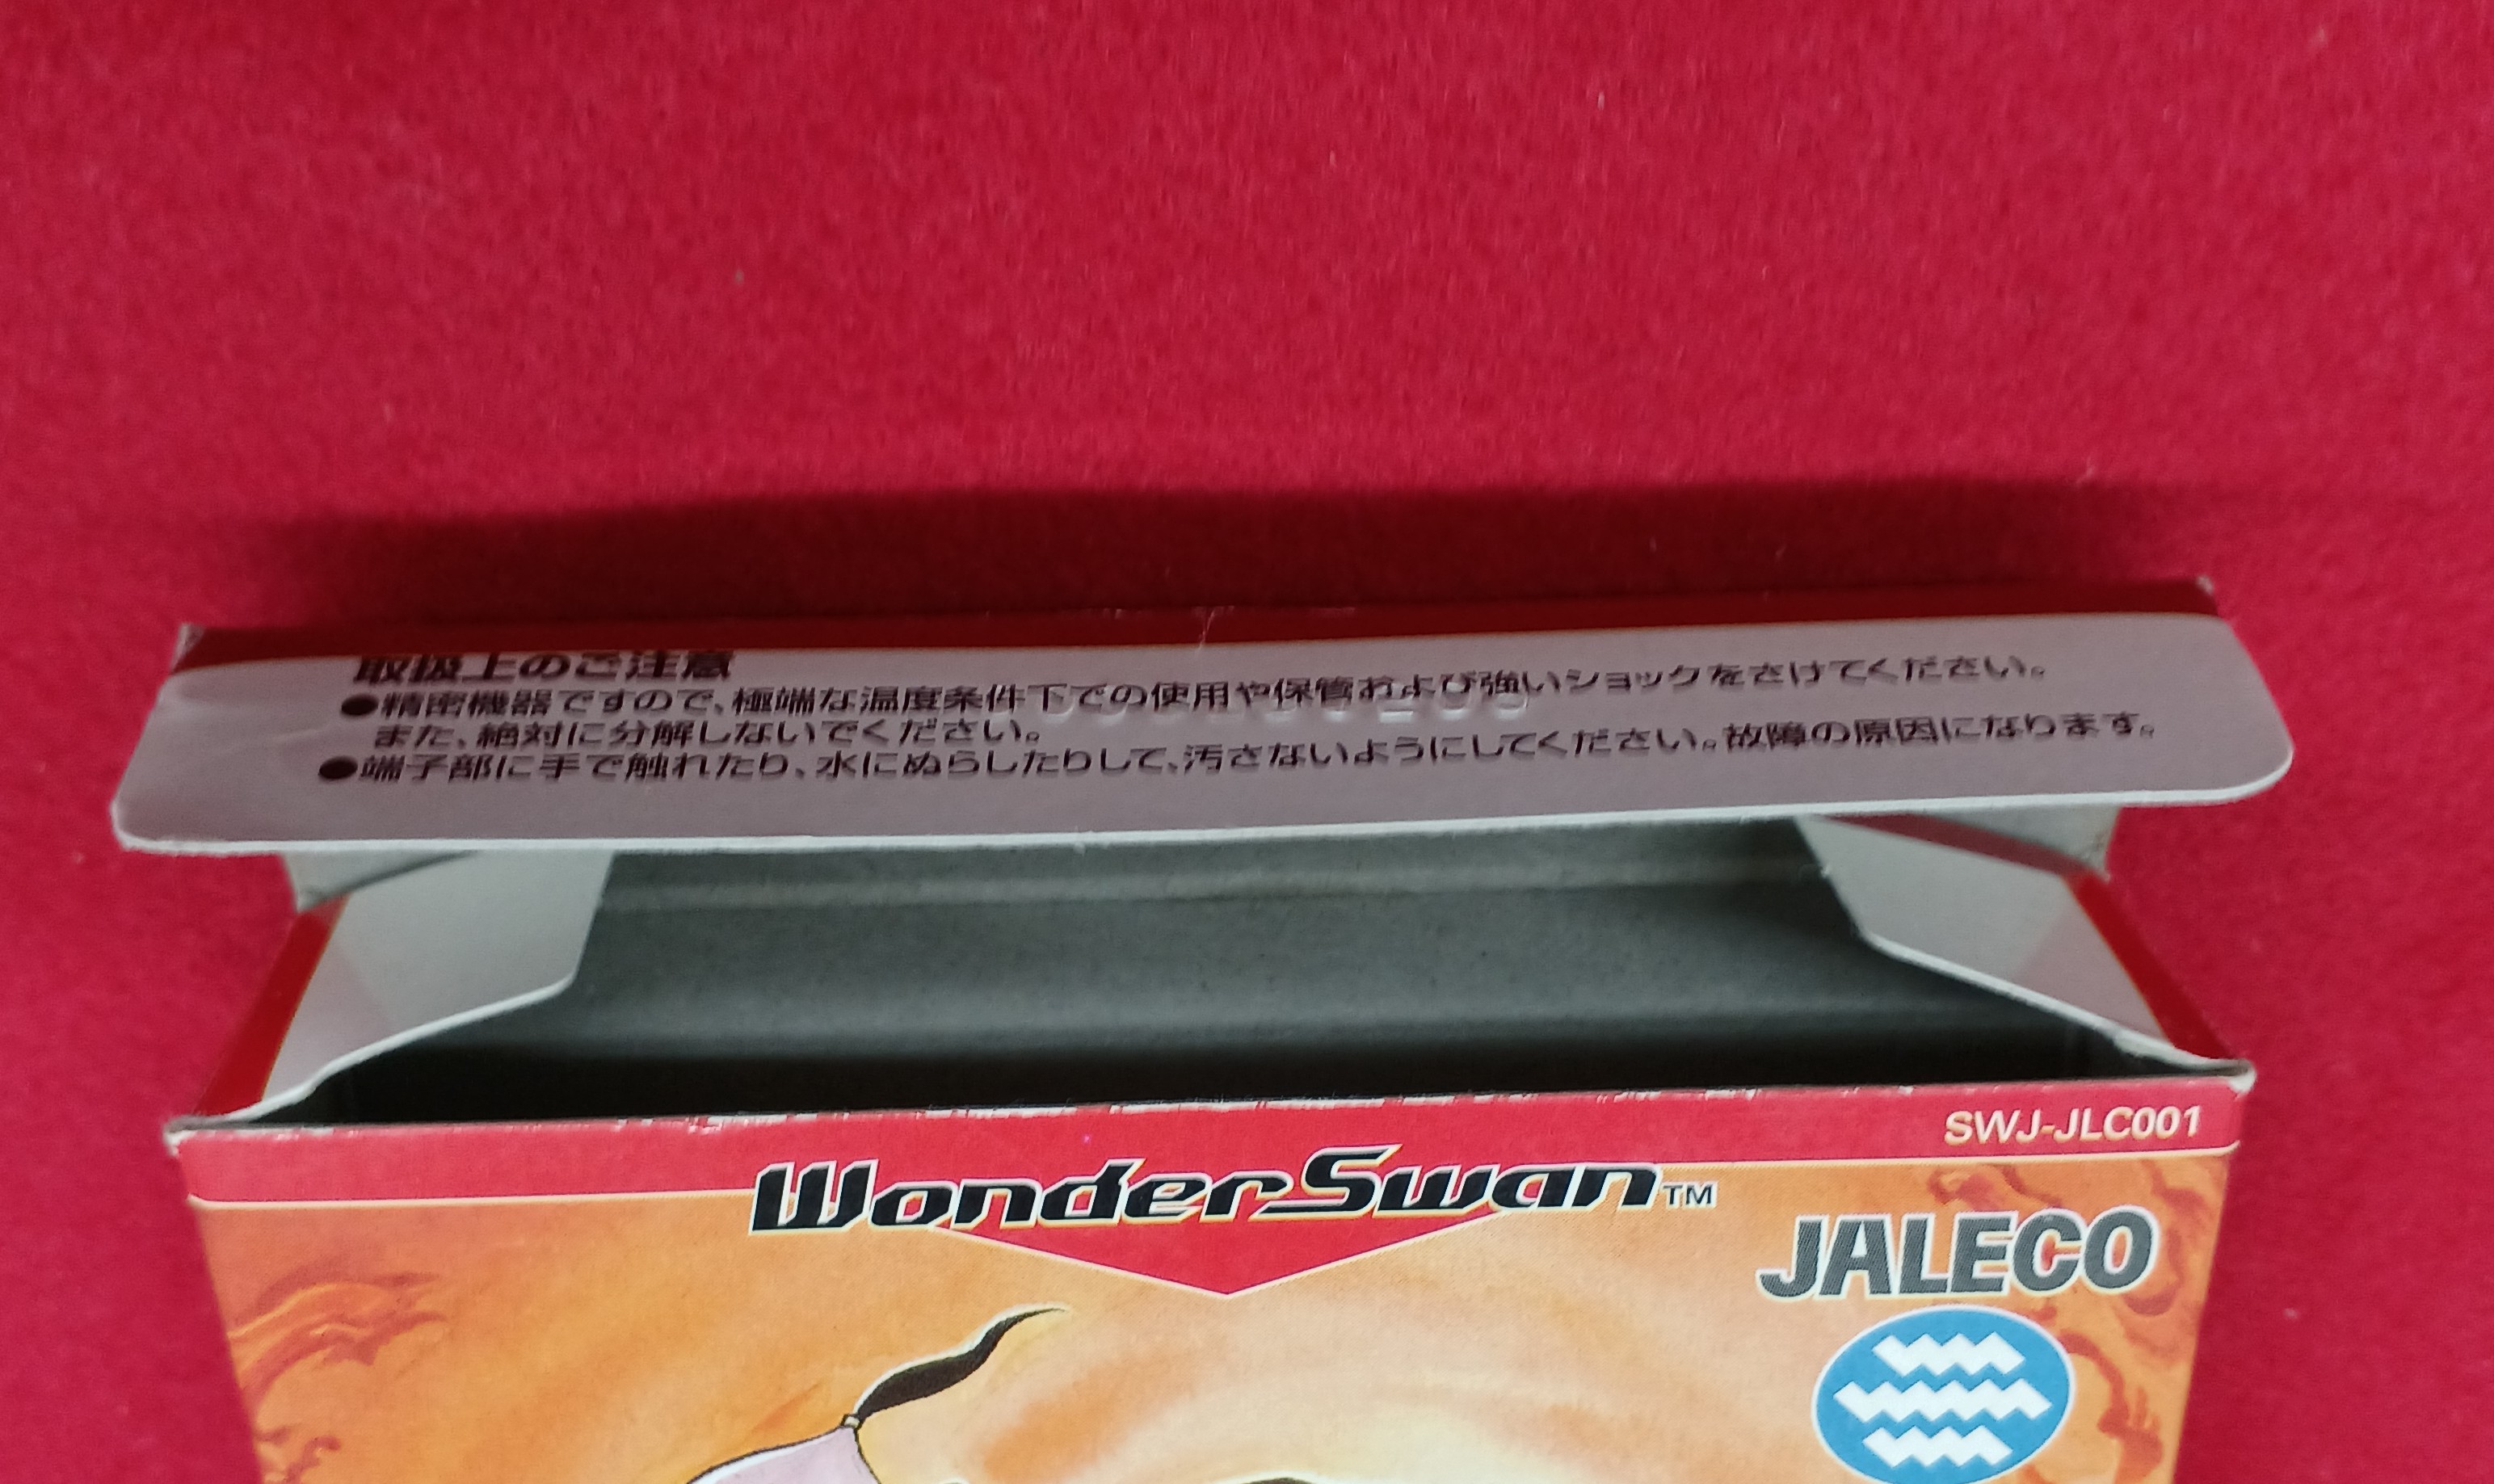 取扱上のご注意
●精密機器ですので、極端な温度条件下での使用や保管および強いショックをさけてください。
また、絶対に分解しないでください。
●端子部に手で触れたり、水にぬらしたりして、汚さないようにしてください。故障の原因になります。
SWJ-JLC001
WonderSwan™
JALECO